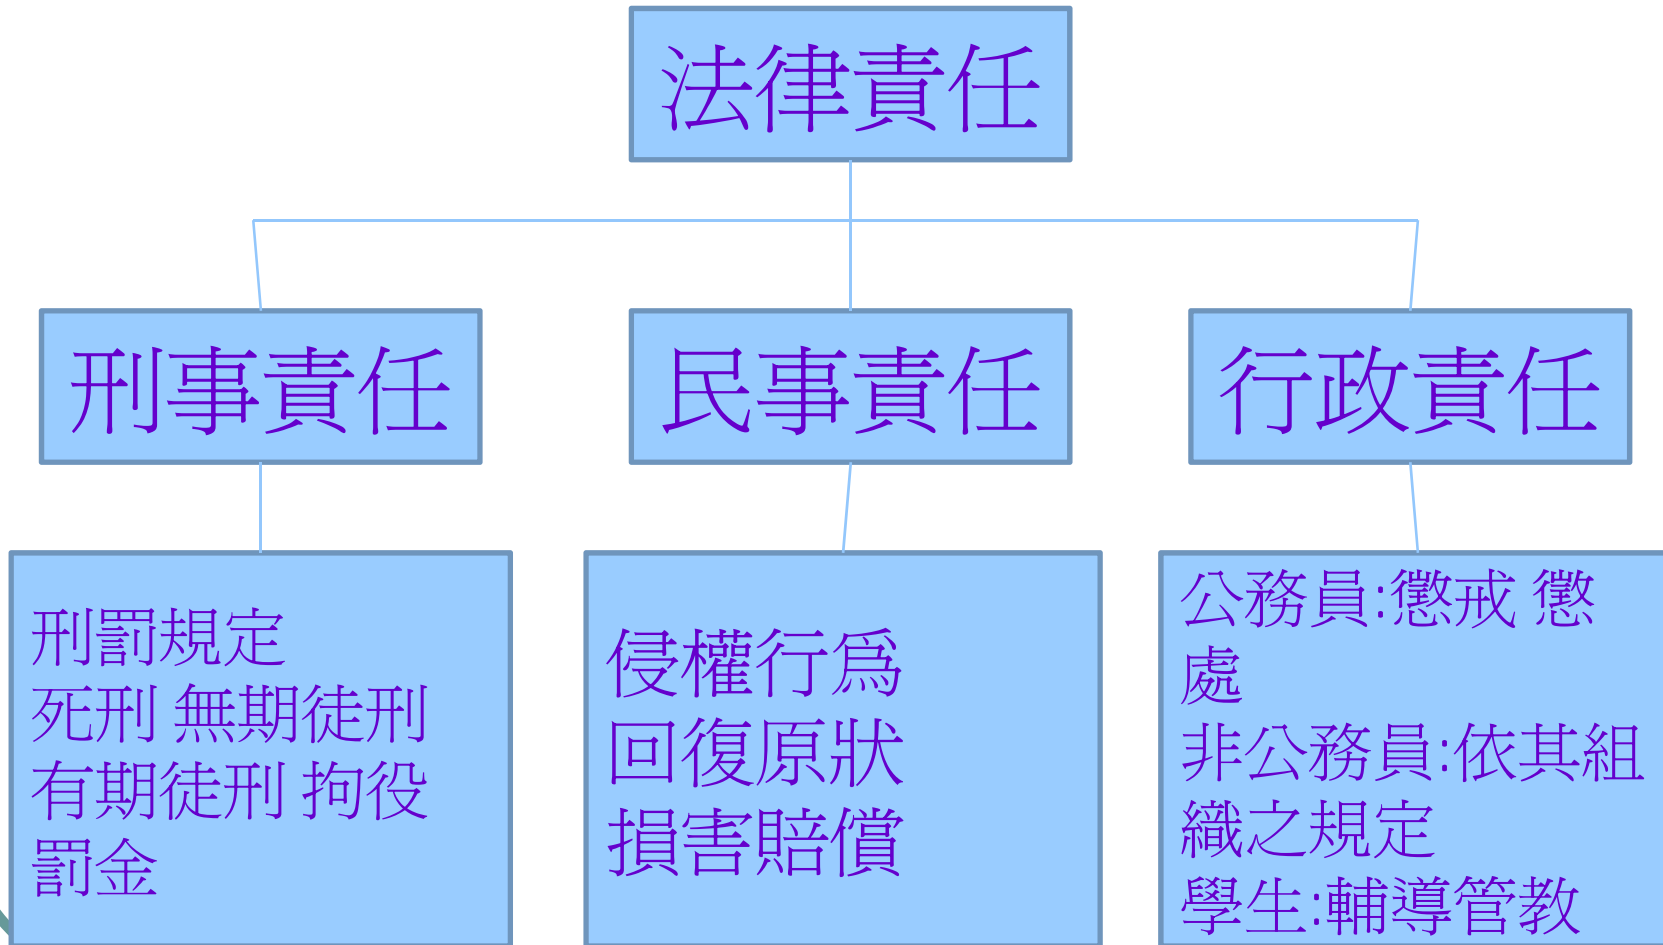 法律責任
刑事責任
民事責任
行政責任
刑罰規定
死刑 無期徒刑
有期徒刑 拘役
罰金
侵權行為
回復原狀
損害賠償
公務員:懲戒 懲
處
非公務員:依其組
織之規定
學生:輔導管教